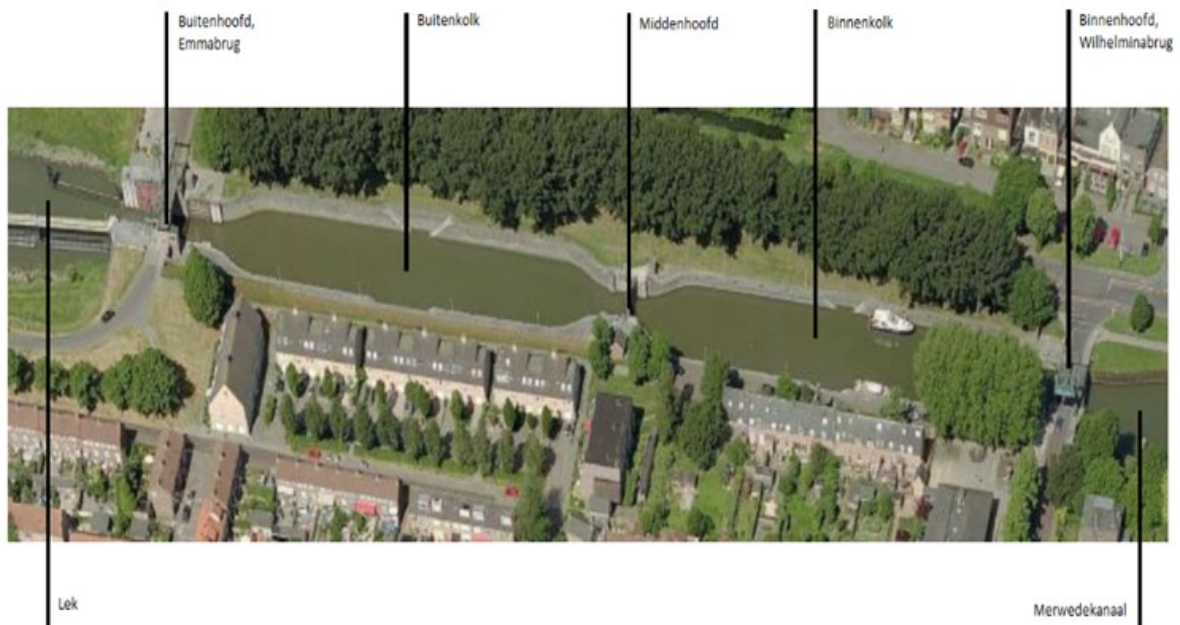 Buitenhoofd,
Emmabrug
Buitenkolk
Middenhoofd
Binnenkolk
Binnenhoofd,
Wilhelminabrug
Lek
Merwedekanaal